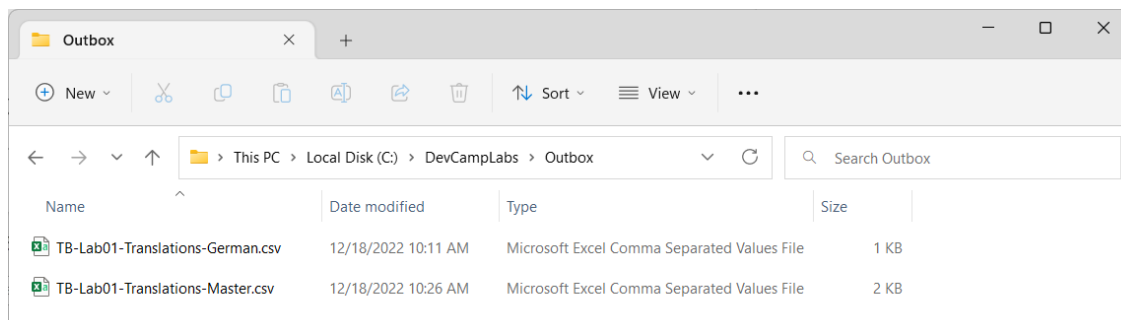 Outbox
New Sort View
This PC > Local Disk (C:) > DevCampLabs > Outbox Search Outbox
Name Date modified Type Size
TB-Lab01-Translations-German.csv 12/18/2022 10:11 AM Microsoft Excel Comma Separated Values File 1 KB
TB-Lab01-Translations-Master.csv 12/18/2022 10:26 AM Microsoft Excel Comma Separated Values File 2 KB